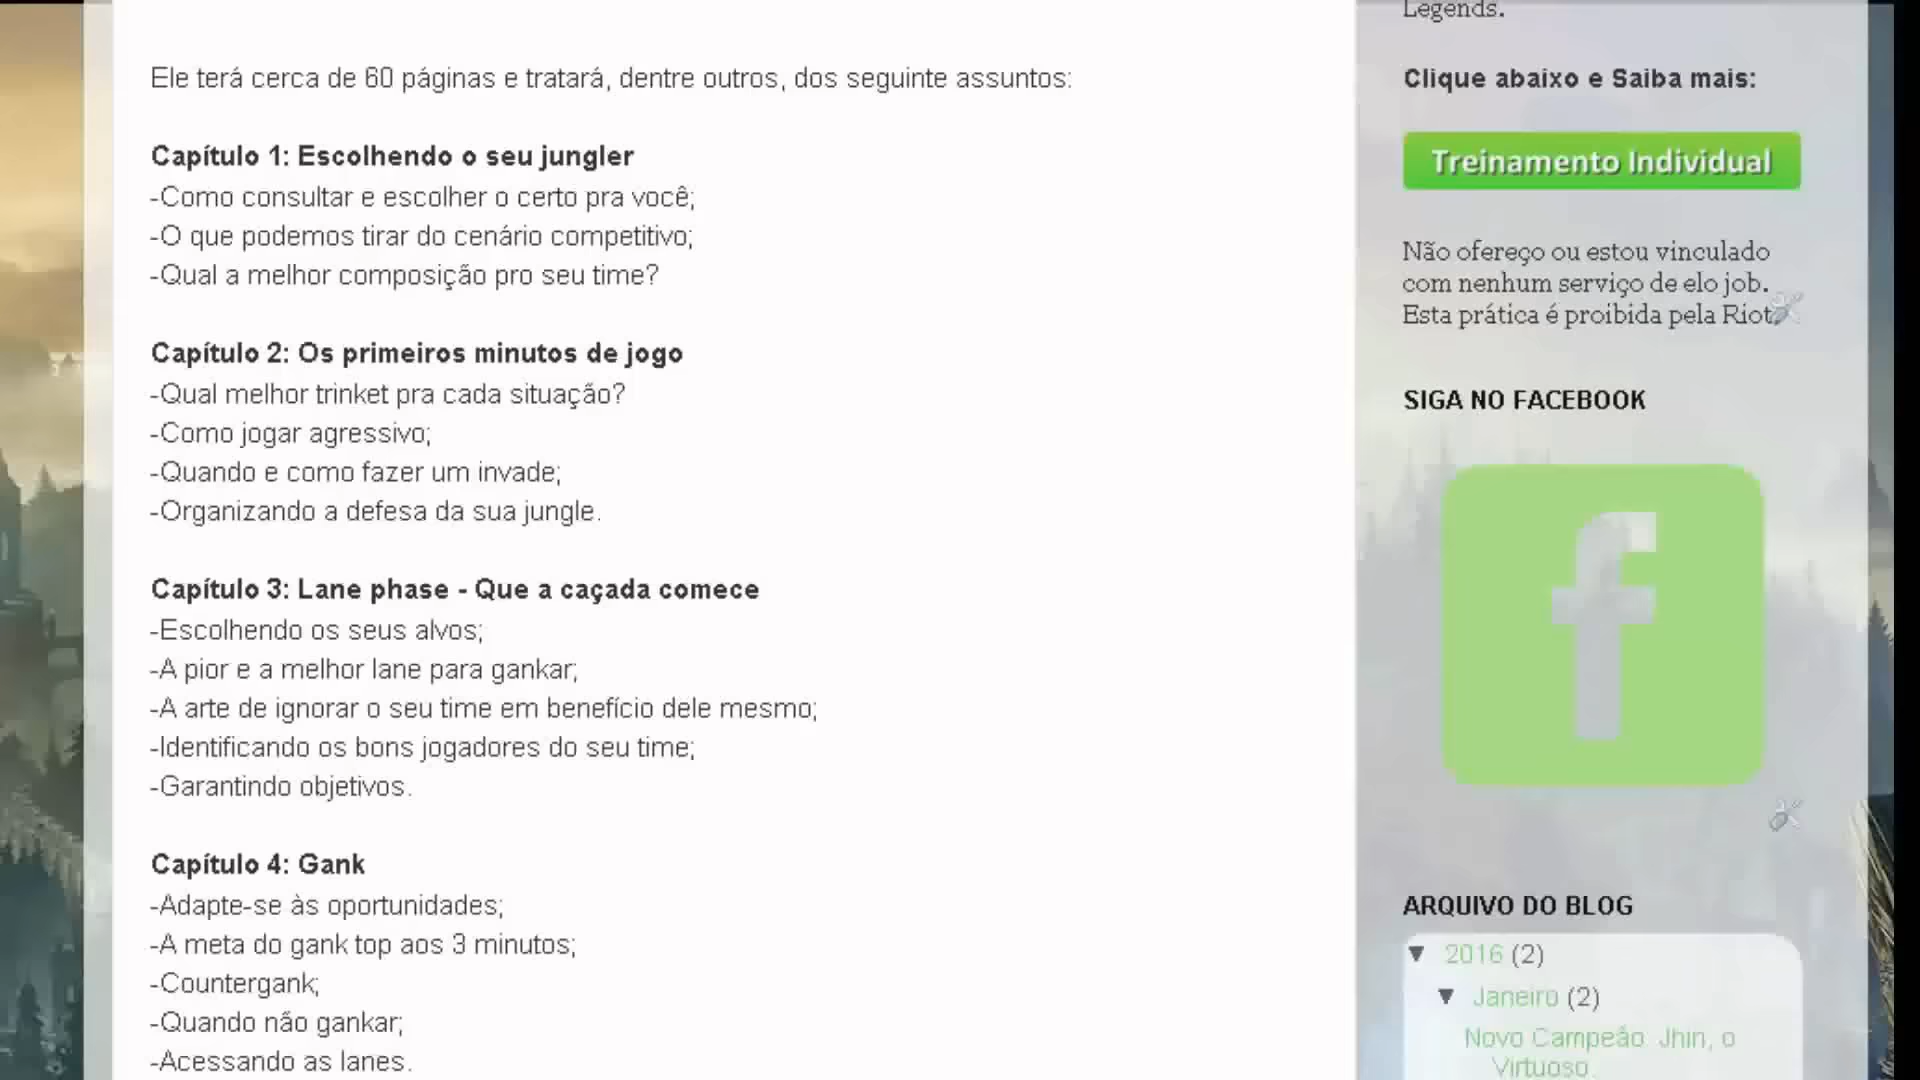 Ele terá cerca de 60 páginas e tratará, dentre outros, dos seguinte assuntos:
Capítulo 1: Escolhendo o seu jungler
-Como consultar e escolher o certo pra você;
-O que podemos tirar do cenário competitivo;
-Qual a melhor composição pro seu time?
Capítulo 2: Os primeiros minutos de jogo
-Qual melhor trinket pra cada situação?
-Como jogar agressivo;
-Quando e como fazer um invade;
-Organizando a defesa da sua jungle.
Capítulo 3: Lane phase - Que a caçada comece
-Escolhendo os seus alvos;
-A pior e a melhor lane para gankar;
-A arte de ignorar o seu time em benefício dele mesmo;
-Identificando os bons jogadores do seu time;
-Garantindo objetivos.
Capítulo 4: Gank
-Adapte-se às oportunidades;
-A meta do gank top aos 3 minutos;
-Countergank;
-Quando não gankar;
-Acessando as lanes.
Legends.
Clique abaixo e Saiba mais:
Treinamento Individual
Não ofereço ou estou vinculado
com nenhum serviço de elo job.
Esta prática é proibida pela Riot.
SIGA NO FACEBOOK
f
ARQUIVO DO BLOG
▼ 2016 (2)
▼ Janeiro (2)
Novo Campeão: Jhin, o
Virtuoso.